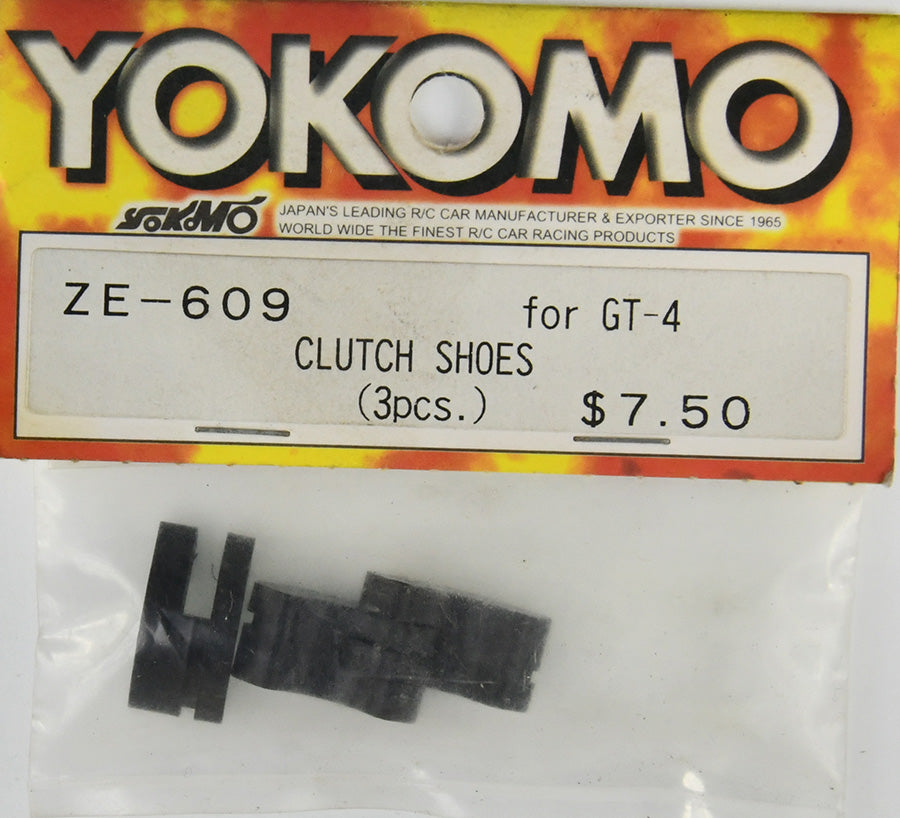 YOKOMO
YOKOMO JAPAN'S LEADING R/C CAR MANUFACTURER & EXPORTER SINCE 1965
WORLD WIDE THE FINEST R/C CAR RACING PRODUCTS
ZE-609 for GT-4
CLUTCH SHOES
(3pcs.) $7.50